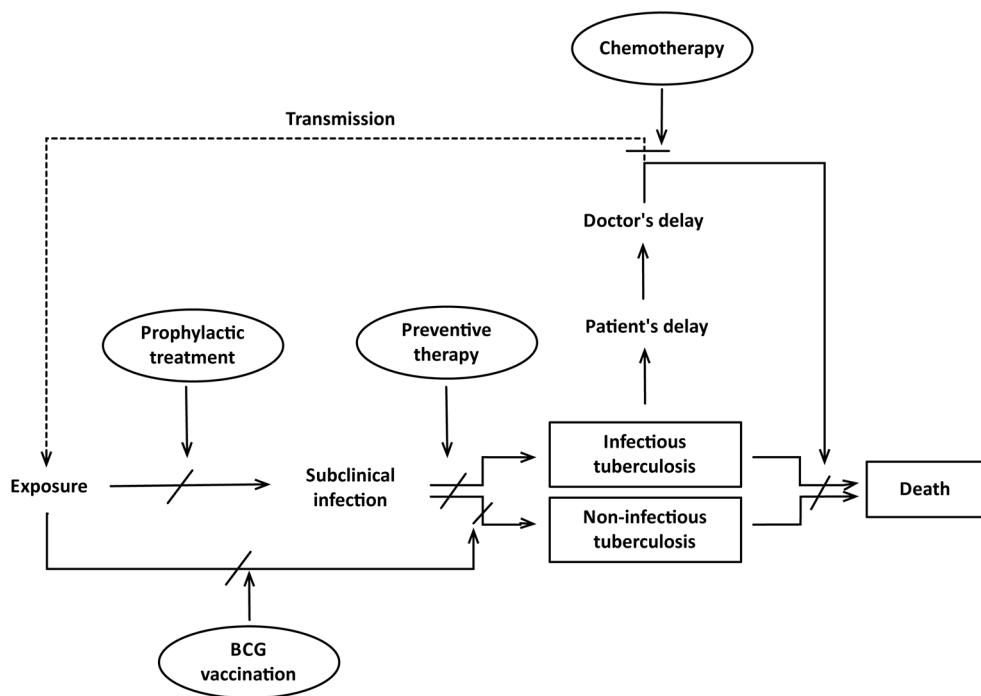 Chemotherapy
Transmission
Doctor's delay
Patient's delay
Prophylactic
treatment
Preventive
therapy
Exposure
Subclinical
infection
Infectious
tuberculosis
Non-infectious
tuberculosis
Death
BCG
vaccination